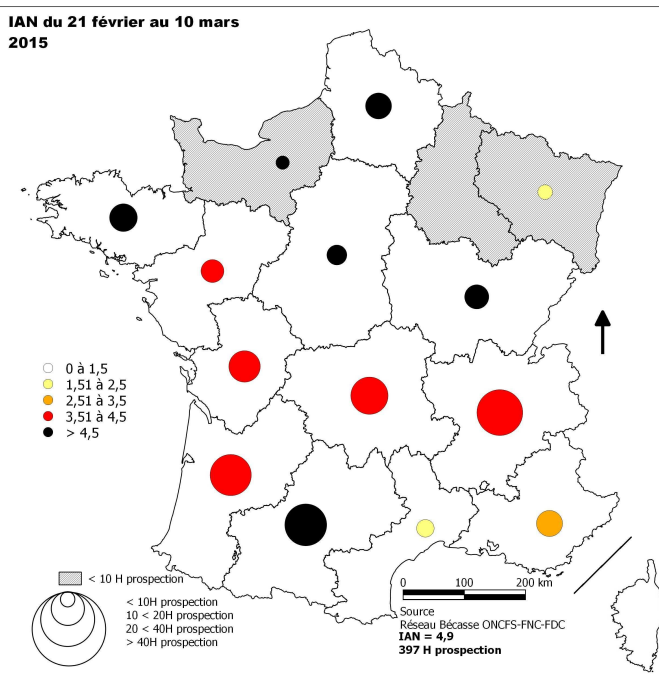 IAN du 21 février au 10 mars
2015
0 à 1,5
1,51 à 2,5
2,51 à 3,5
3,51 à 4,5
> 4,5
< 10 H prospection
< 10H prospection
10 < 20H prospection
20 < 40H prospection
> 40H prospection
0 100 200 km
Source
Réseau Bécasse ONCFS-FNC-FDC
IAN = 4,9
397 H prospection